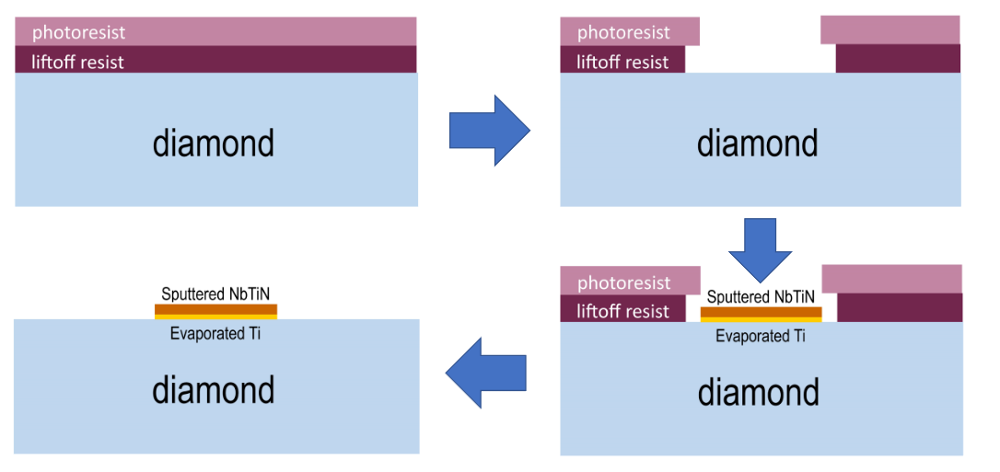 photoresist
liftoff resist
diamond
photoresist
liftoff resist
diamond
photoresist
Sputtered NbTiN
liftoff resist
Evaporated Ti
diamond
Sputtered NbTiN
Evaporated Ti
diamond